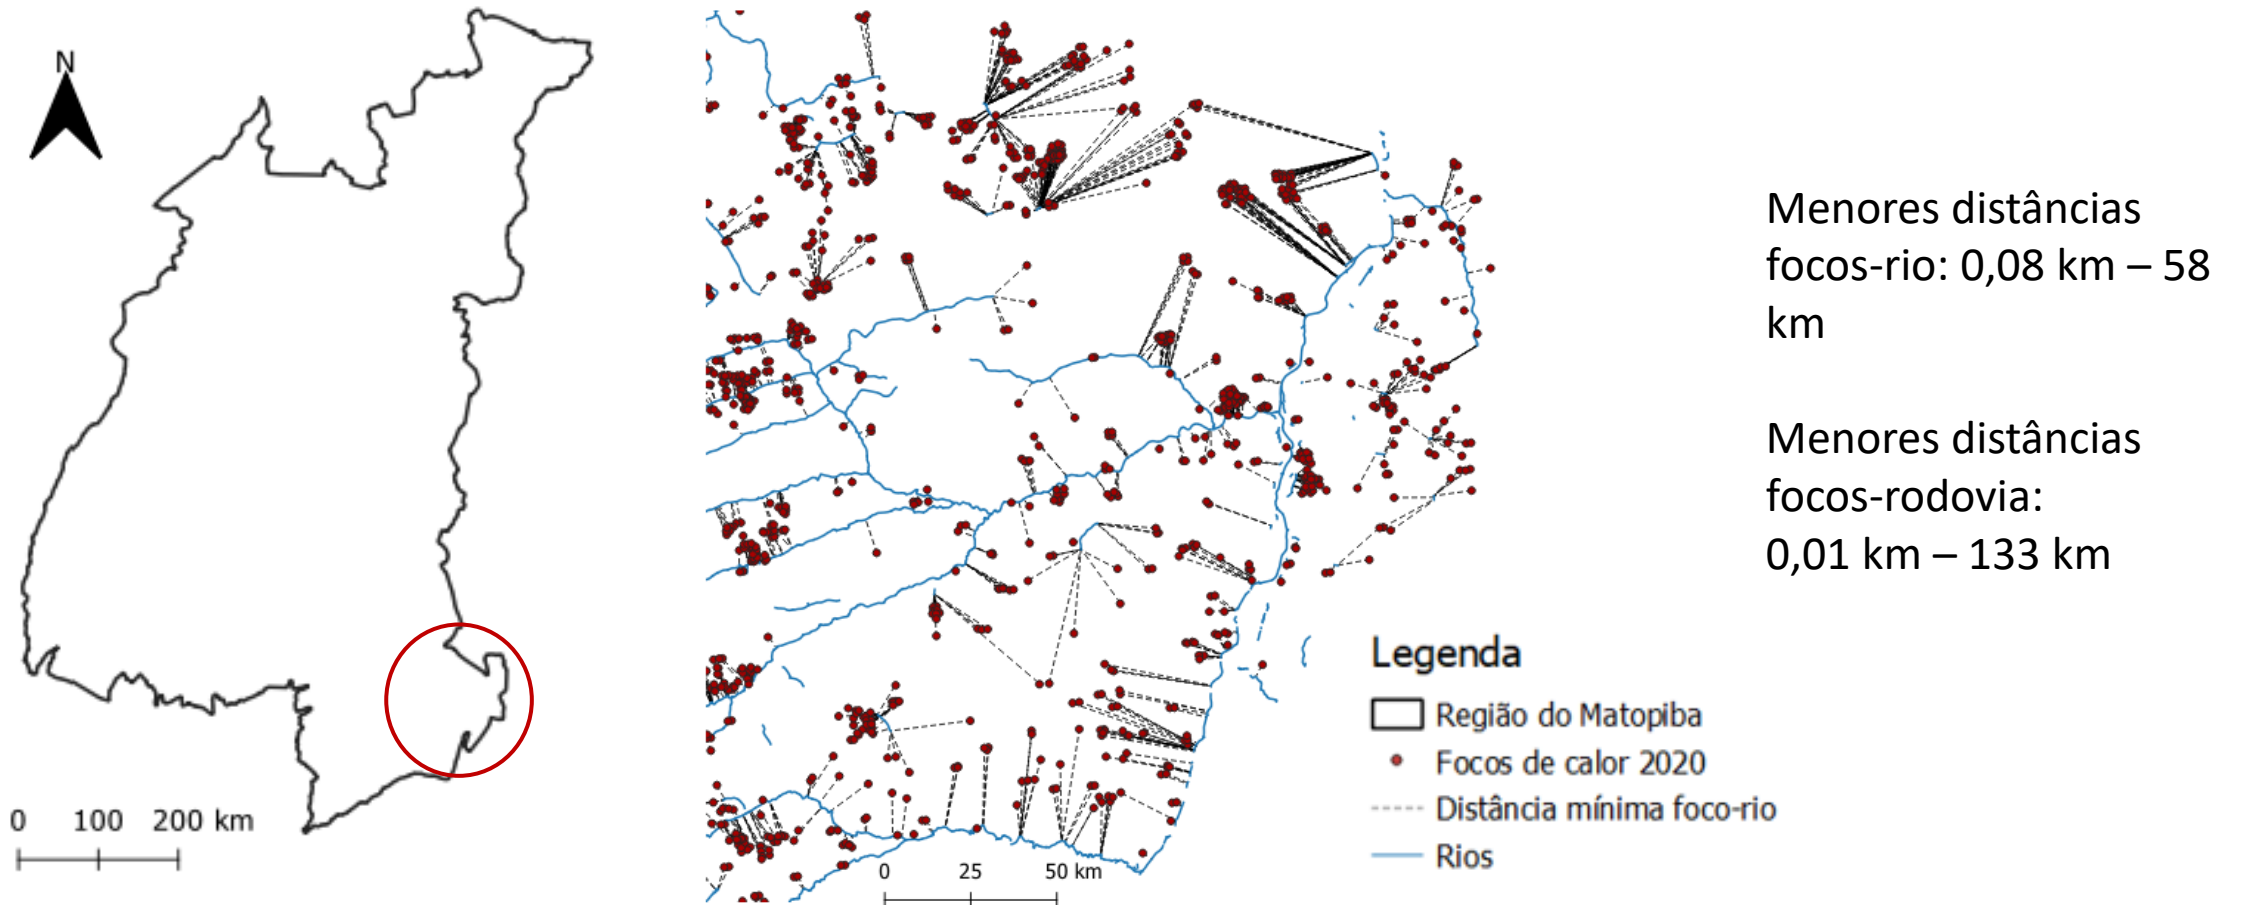 N
0 100 200 km
0 25 50 km
Legenda
Região do Matopiba
Focos de calor 2020
Distância mínima foco-rio
Rios
Menores distâncias
focos-rio: 0,08 km – 58
km
Menores distâncias
focos-rodovia:
0,01 km – 133 km